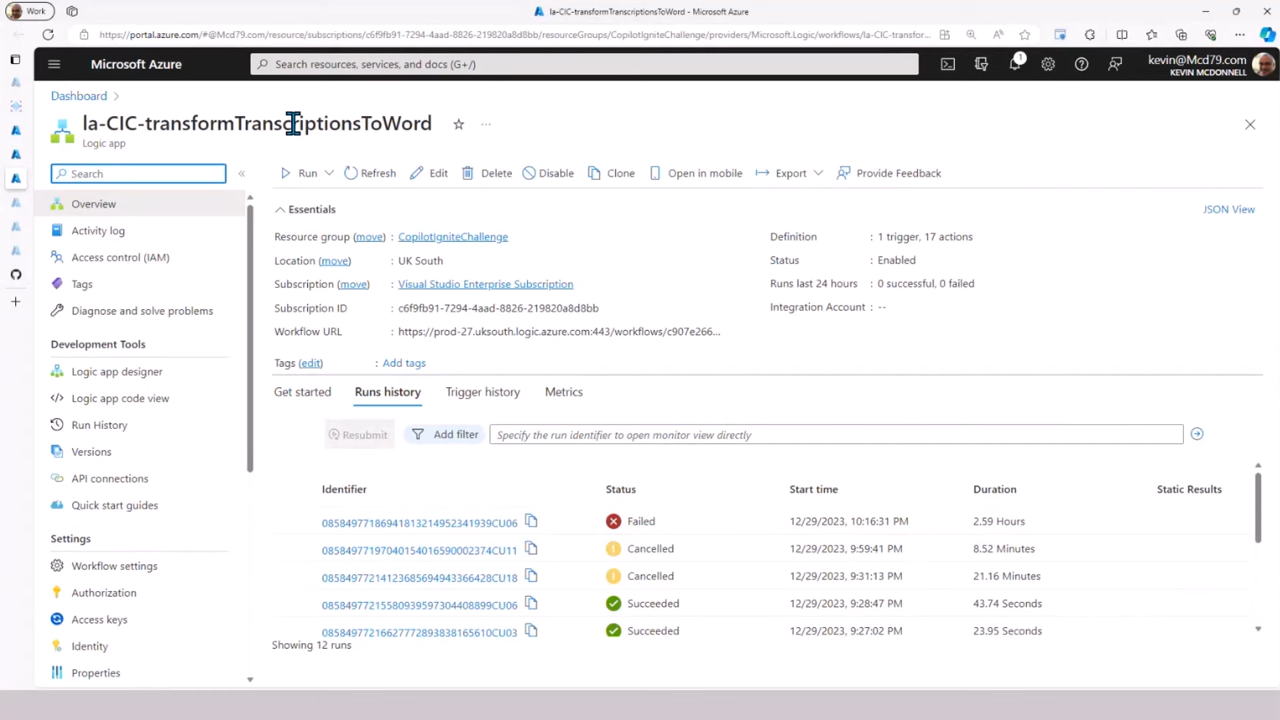 Work
la-CIC-transformTranscriptionsToWord - Microsoft Azure
https://portal.azure.com/#@Mcd79.com/resource/subscriptions/c6f9fb91-7294-4aad-8826-219820a8d8bb/resourceGroups/CopilotIgniteChallenge/providers/Microsoft.Logic/workflows/la-CIC-transfor...
Microsoft Azure
Search resources, services, and docs (G+/)
1
kevin@Mcd79.com
KEVIN MCDONNELL
Dashboard
la-CIC-transformTranscriptionsToWord
Logic app
Search
Run
Refresh
Edit
Delete
Disable
Clone
Open in mobile
Export
Provide Feedback
Overview
Activity log
Access control (IAM)
Tags
Diagnose and solve problems
Development Tools
Logic app designer
Logic app code view
Run History
Versions
API connections
Quick start guides
Settings
Workflow settings
Authorization
Access keys
Identity
Properties
Essentials
JSON View
Resource group (move) : CopilotIgniteChallenge
Location (move) : UK South
Subscription (move) : Visual Studio Enterprise Subscription
Subscription ID : c6f9fb91-7294-4aad-8826-219820a8d8bb
Workflow URL : https://prod-27.uksouth.logic.azure.com:443/workflows/c907e266...
Definition : 1 trigger, 17 actions
Status : Enabled
Runs last 24 hours : 0 successful, 0 failed
Integration Account : --
Tags (edit) : Add tags
Get started
Runs history
Trigger history
Metrics
Resubmit
Add filter
Specify the run identifier to open monitor view directly
Identifier Status Start time Duration Static Results
08584977186941813214952341939CU06 Failed 12/29/2023, 10:16:31 PM 2.59 Hours
08584977197040154016590002374CU11 Cancelled 12/29/2023, 9:59:41 PM 8.52 Minutes
08584977214123685694943366428CU18 Cancelled 12/29/2023, 9:31:13 PM 21.16 Minutes
08584977215580939597304408899CU06 Succeeded 12/29/2023, 9:28:47 PM 43.74 Seconds
08584977216627772893838165610CU03 Succeeded 12/29/2023, 9:27:02 PM 23.95 Seconds
Showing 12 runs